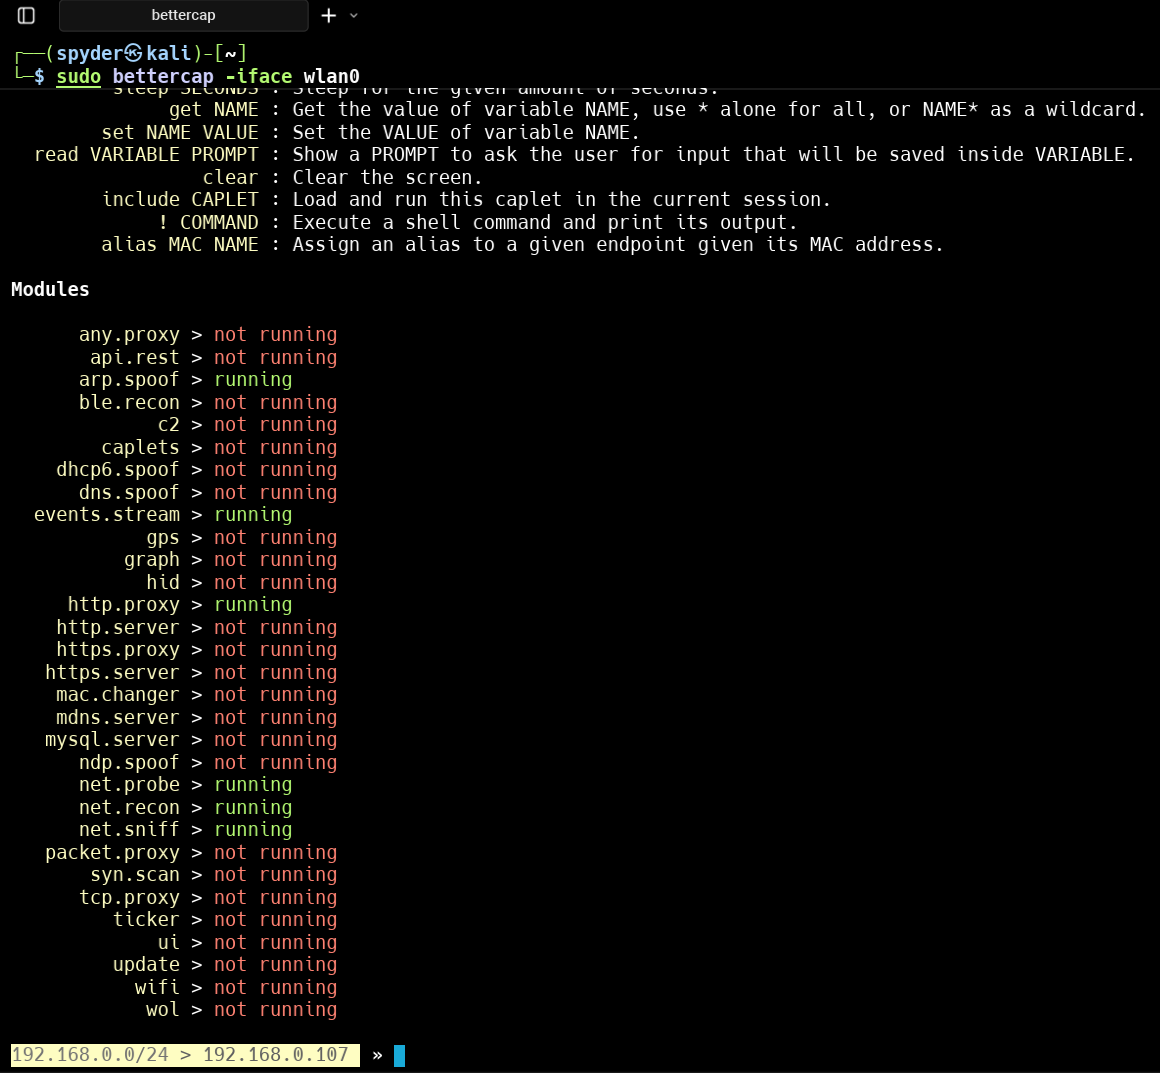 bettercap
┌──(spyder㉿kali)-[~]
└─$ sudo bettercap -iface wlan0
sleep SECONDS : Sleep for the given amount of seconds.
get NAME : Get the value of variable NAME, use * alone for all, or NAME* as a wildcard.
set NAME VALUE : Set the VALUE of variable NAME.
read VARIABLE PROMPT : Show a PROMPT to ask the user for input that will be saved inside VARIABLE.
clear : Clear the screen.
include CAPLET : Load and run this caplet in the current session.
! COMMAND : Execute a shell command and print its output.
alias MAC NAME : Assign an alias to a given endpoint given its MAC address.
Modules
any.proxy > not running
api.rest > not running
arp.spoof > running
ble.recon > not running
c2 > not running
caplets > not running
dhcp6.spoof > not running
dns.spoof > not running
events.stream > running
gps > not running
graph > not running
hid > not running
http.proxy > running
http.server > not running
https.proxy > not running
https.server > not running
mac.changer > not running
mdns.server > not running
mysql.server > not running
ndp.spoof > not running
net.probe > running
net.recon > running
net.sniff > running
packet.proxy > not running
syn.scan > not running
tcp.proxy > not running
ticker > not running
ui > not running
update > not running
wifi > not running
wol > not running
192.168.0.0/24 > 192.168.0.107 »